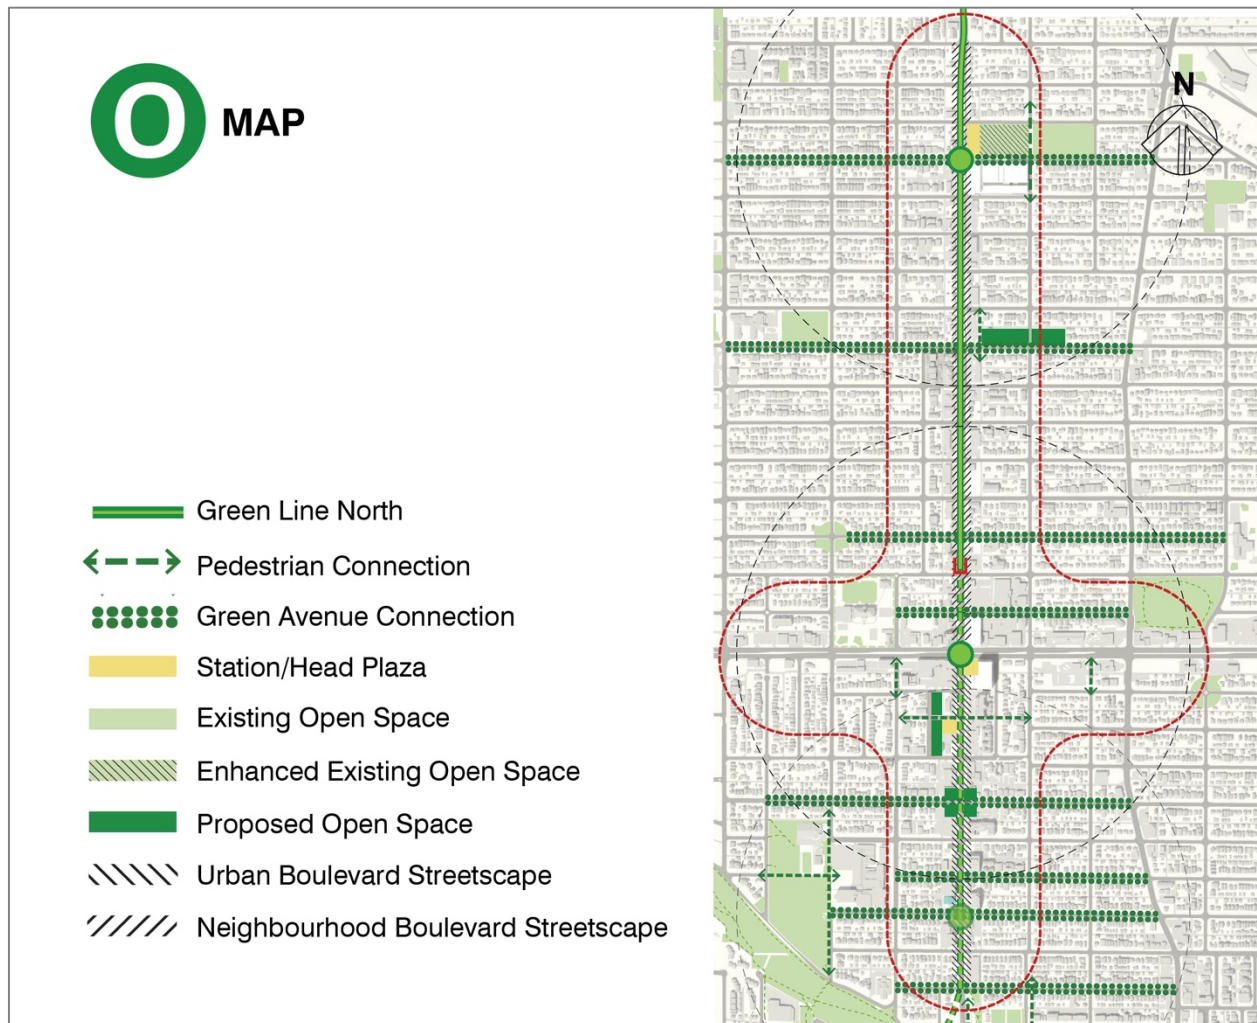 O MAP
N
Green Line North
Pedestrian Connection
Green Avenue Connection
Station/Head Plaza
Existing Open Space
Enhanced Existing Open Space
Proposed Open Space
Urban Boulevard Streetscape
Neighbourhood Boulevard Streetscape